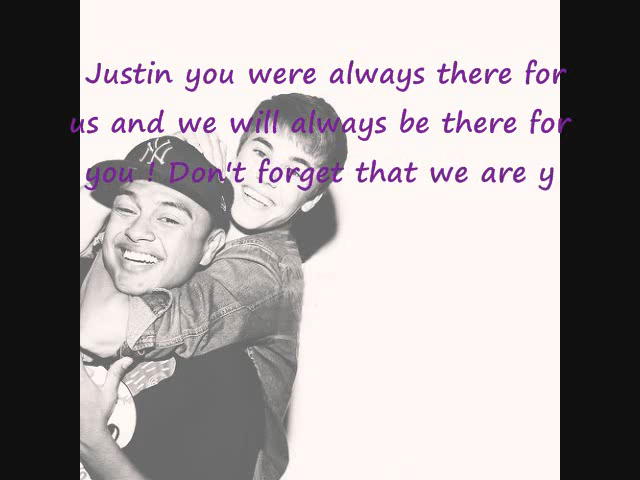 Justin you were always there for
us and we will always be there for
you ! Don't forget that we are y
NY